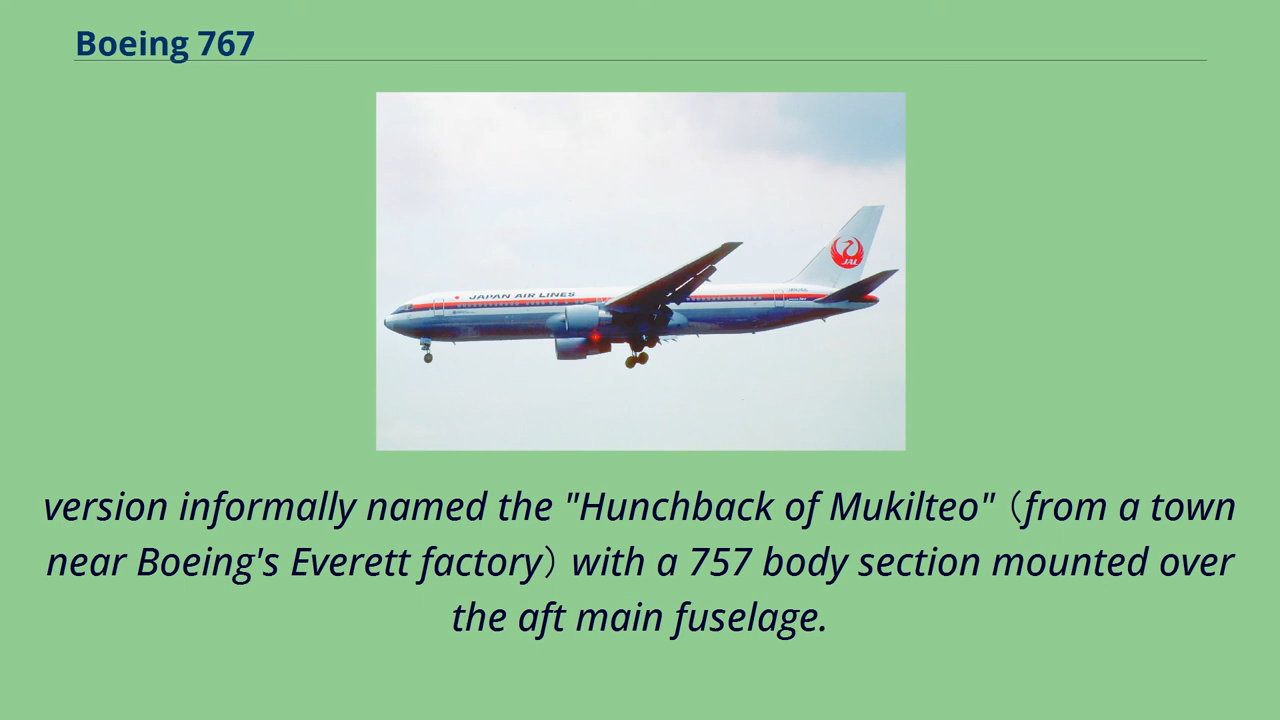 Boeing 767
JAPAN AIR LINES
JAL
version informally named the "Hunchback of Mukilteo"（from a town
near Boeing's Everett factory）with a 757 body section mounted over
the aft main fuselage.